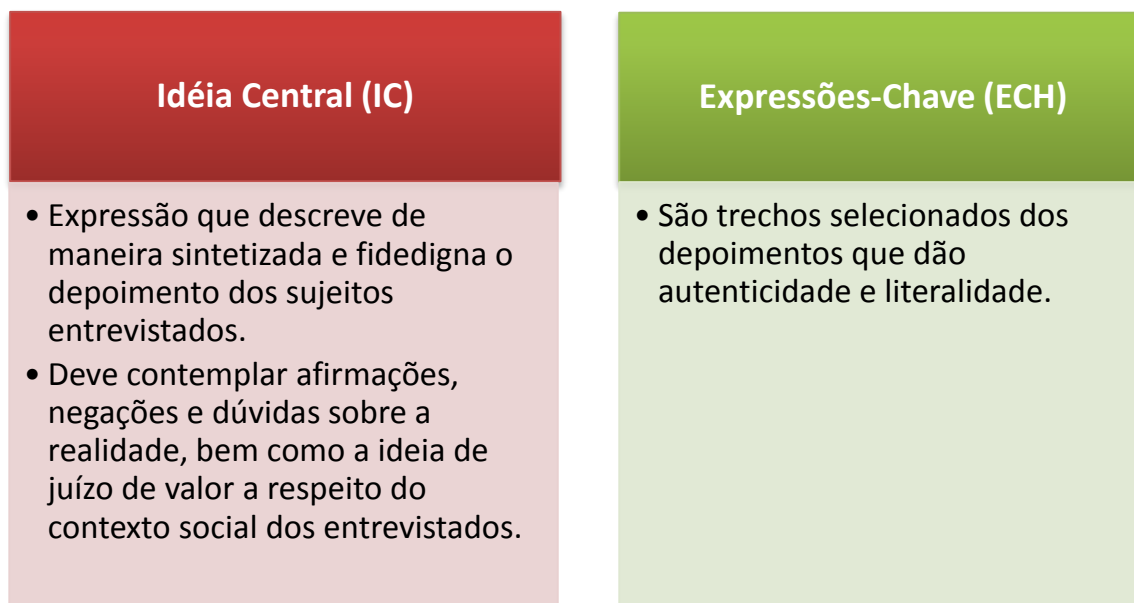 Idéia Central (IC)
• Expressão que descreve de
maneira sintetizada e fidedigna o
depoimento dos sujeitos
entrevistados.
• Deve contemplar afirmações,
negações e dúvidas sobre a
realidade, bem como a ideia de
juízo de valor a respeito do
contexto social dos entrevistados.
Expressões-Chave (ECH)
• São trechos selecionados dos
depoimentos que dão
autenticidade e literalidade.